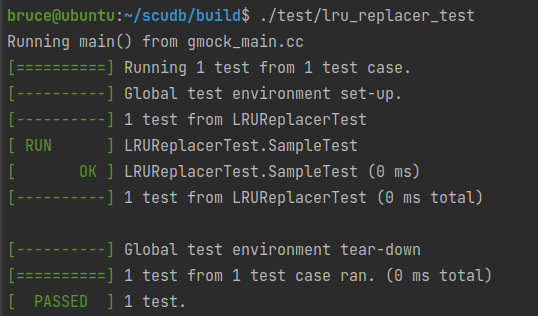 bruce@ubuntu:~/scudb/build$ ./test/lru_replacer_test
Running main() from gmock_main.cc
[==========] Running 1 test from 1 test case.
[----------] Global test environment set-up.
[----------] 1 test from LRUReplacerTest
[ RUN      ] LRUReplacerTest.SampleTest
[       OK ] LRUReplacerTest.SampleTest (0 ms)
[----------] 1 test from LRUReplacerTest (0 ms total)

[----------] Global test environment tear-down
[==========] 1 test from 1 test case ran. (0 ms total)
[  PASSED  ] 1 test.